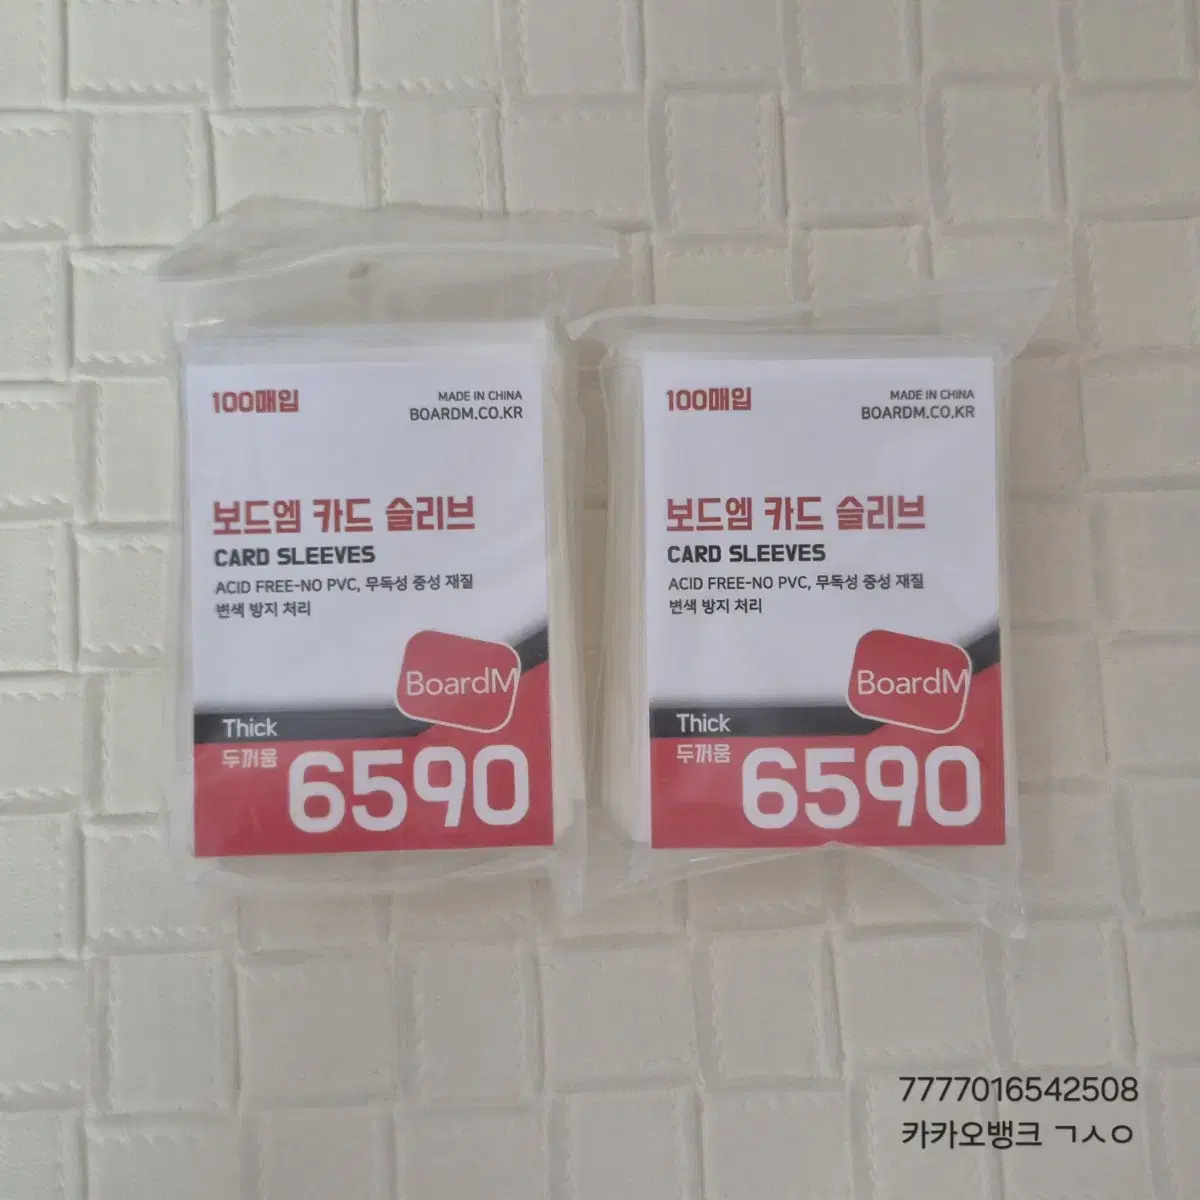 100매입
MADE IN CHINA
BOARDM.CO.KR
보드엠 카드 슬리브
CARD SLEEVES
ACID FREE-NO PVC, 무독성 중성 재질
변색 방지 처리
BoardM
Thick
두꺼움
6590
100매입
MADE IN CHINA
BOARDM.CO.KR
보드엠 카드 슬리브
CARD SLEEVES
ACID FREE-NO PVC, 무독성 중성 재질
변색 방지 처리
BoardM
Thick
두꺼움
6590
7777016542508
카카오뱅크 ㄱㅅㅇ